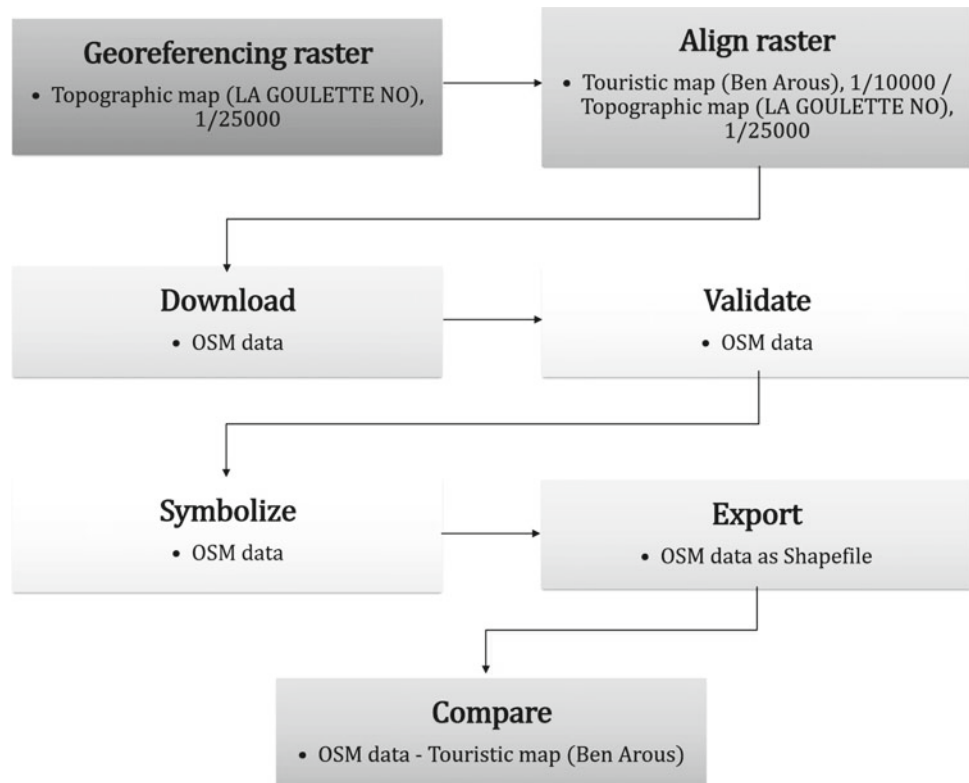 Georeferencing raster
• Topographic map (LA GOULETTE NO),
1/25000
Align raster
• Touristic map (Ben Arous), 1/10000 /
Topographic map (LA GOULETTE NO),
1/25000
Download
• OSM data
Validate
• OSM data
Symbolize
• OSM data
Export
• OSM data as Shapefile
Compare
• OSM data - Touristic map (Ben Arous)